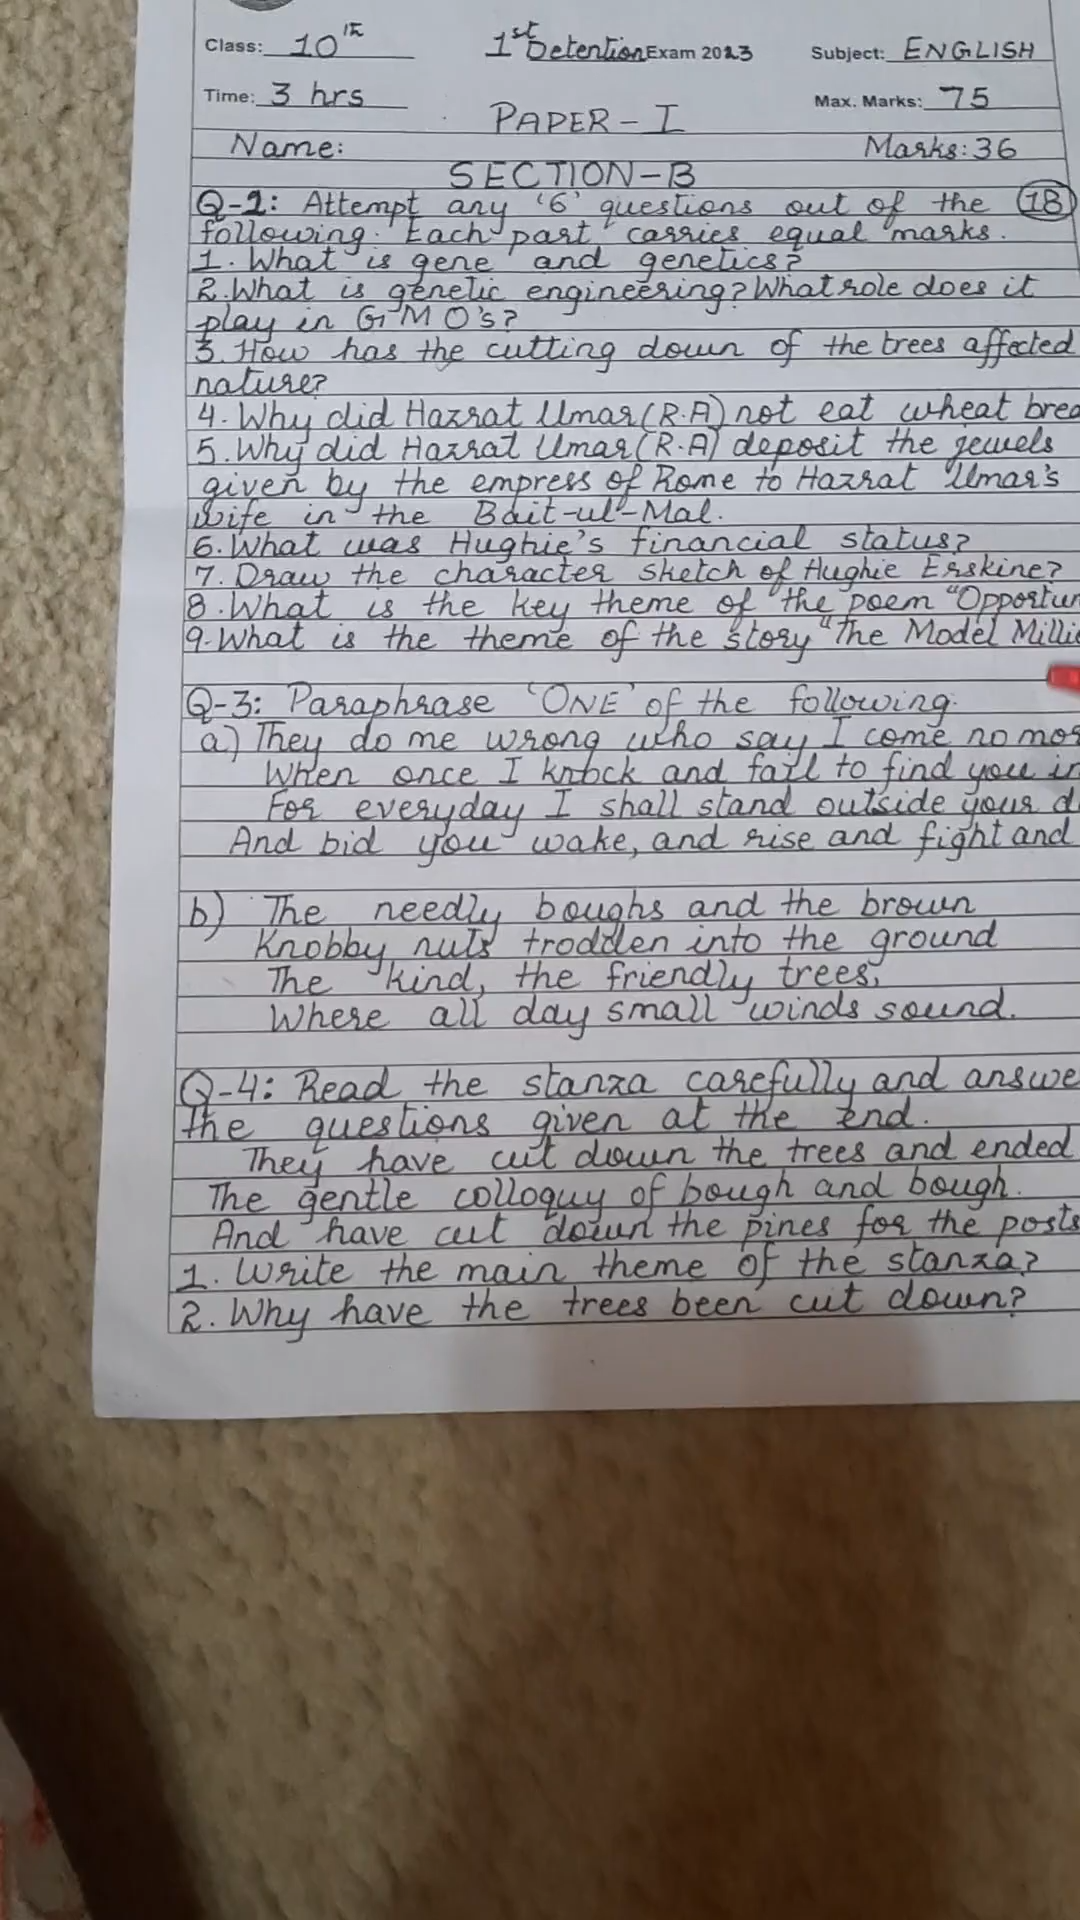 Class: 10th 1st Detention Exam 2023 Subject: ENGLISH
Time: 3 hrs Max. Marks: 75
PAPER - I
Name: Marks: 36
SECTION-B
Q-2: Attempt any '6' questions out of the 18
following. Each part carries equal marks.
1. What is gene and genetics?
2. What is genetic engineering? What role does it
play in GMO's?
3. How has the cutting down of the trees affected
nature?
4. Why did Hazrat Umar (R.A) not eat wheat brea
5. Why did Hazrat Umar (R.A) deposit the jewels
given by the empress of Rome to Hazrat Umar's
wife in the Bait-ul-Mal.
6. What was Hughie's financial status?
7. Draw the character sketch of Hughie Erskine?
8. What is the key theme of the poem "Opportun
9. What is the theme of the story "The Model Millio
Q-3: Paraphrase 'ONE' of the following.
a) They do me wrong who say I come no mor
When once I knock and fail to find you in
For everyday I shall stand outside your d
And bid you wake, and rise and fight and
b) The needly boughs and the brown
Knobby nuts trodden into the ground
The kind, the friendly trees,
Where all day small winds sound.
Q-4: Read the stanza carefully and answe
the questions given at the end.
They have cut down the trees and ended
The gentle colloquy of bough and bough.
And have cut down the pines for the posts
1. Write the main theme of the stanza?
2. Why have the trees been cut down?